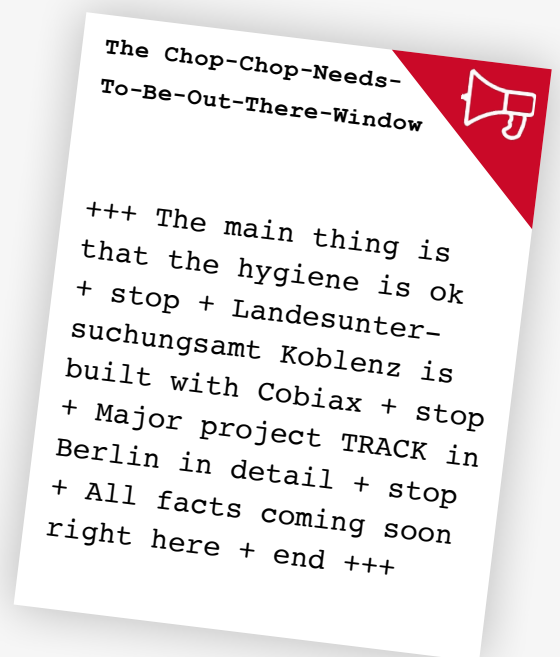 The Chop-Chop-Needs-
To-Be-Out-There-Window
+++ The main thing is
that the hygiene is ok
+ stop + Landesunter-
suchungsamt Koblenz is
built with Cobiax + stop
+ Major project TRACK in
Berlin in detail + stop
+ All facts coming soon
right here + end +++